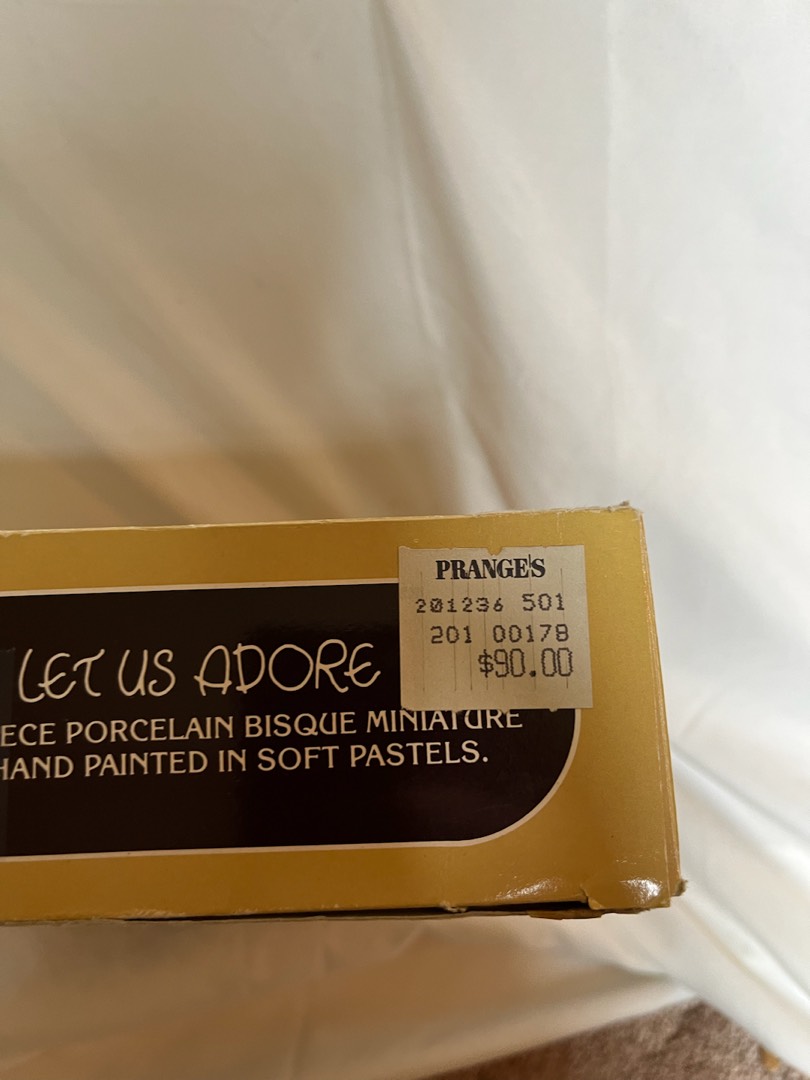 PRANGE'S
201236 501
201 00178
$90.00
LET US ADORE
ECE PORCELAIN BISQUE MINIATURE
HAND PAINTED IN SOFT PASTELS.